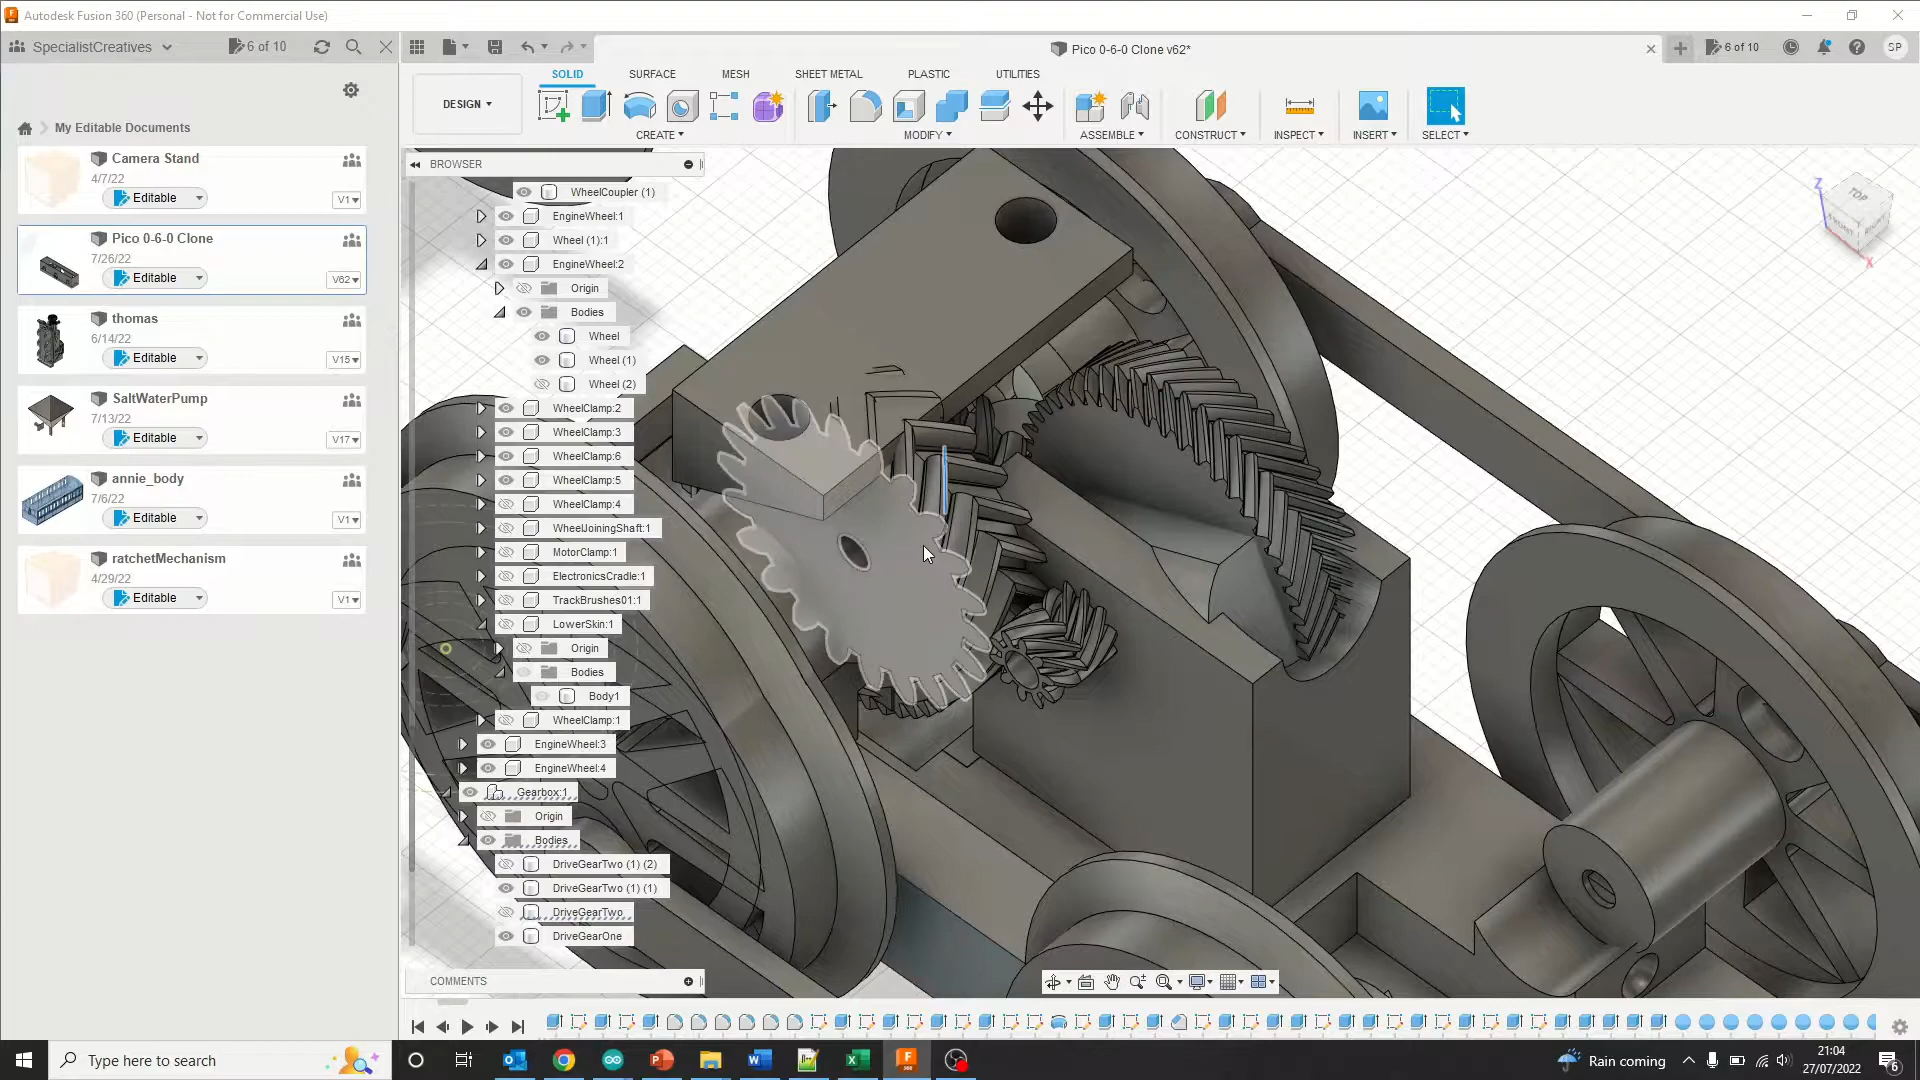 Autodesk Fusion 360 (Personal - Not for Commercial Use)
SpecialistCreatives
6 of 10
Pico 0-6-0 Clone v62*
6 of 10
SP
SOLID
SURFACE
MESH
SHEET METAL
PLASTIC
UTILITIES
DESIGN
CREATE
MODIFY
ASSEMBLE
CONSTRUCT
INSPECT
INSERT
SELECT
My Editable Documents
Camera Stand
4/7/22
Editable
V1
Pico 0-6-0 Clone
7/26/22
Editable
V62
thomas
6/14/22
Editable
V15
SaltWaterPump
7/13/22
Editable
V17
annie_body
7/6/22
Editable
V1
ratchetMechanism
4/29/22
Editable
V1
BROWSER
WheelCoupler (1)
EngineWheel:1
Wheel (1):1
EngineWheel:2
Origin
Bodies
Wheel
Wheel (1)
Wheel (2)
WheelClamp:2
WheelClamp:3
WheelClamp:6
WheelClamp:5
WheelClamp:4
WheelJoiningShaft:1
MotorClamp:1
ElectronicsCradle:1
TrackBrushes01:1
LowerSkin:1
Origin
Bodies
Body1
WheelClamp:1
EngineWheel:3
EngineWheel:4
Gearbox:1
Origin
Bodies
DriveGearTwo (1) (2)
DriveGearTwo (1) (1)
DriveGearTwo
DriveGearOne
COMMENTS
Z
TOP
FRONT
RIGHT
X
Type here to search
Rain coming
21:04
27/07/2022
6